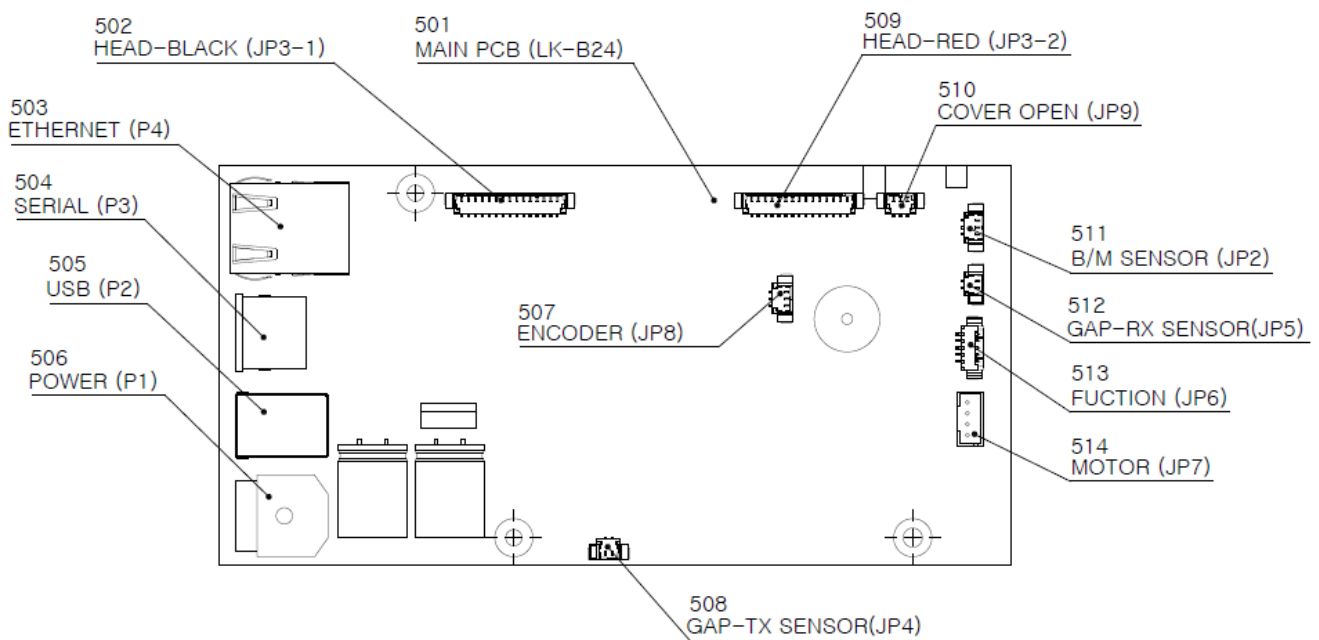 502
HEAD-BLACK (JP3-1)
501
MAIN PCB (LK-B24)
509
HEAD-RED (JP3-2)
510
COVER OPEN (JP9)
503
ETHERNET (P4)
504
SERIAL (P3)
511
B/M SENSOR (JP2)
505
USB (P2)
507
ENCODER (JP8)
512
GAP-RX SENSOR(JP5)
506
POWER (P1)
513
FUCTION (JP6)
514
MOTOR (JP7)
508
GAP-TX SENSOR(JP4)